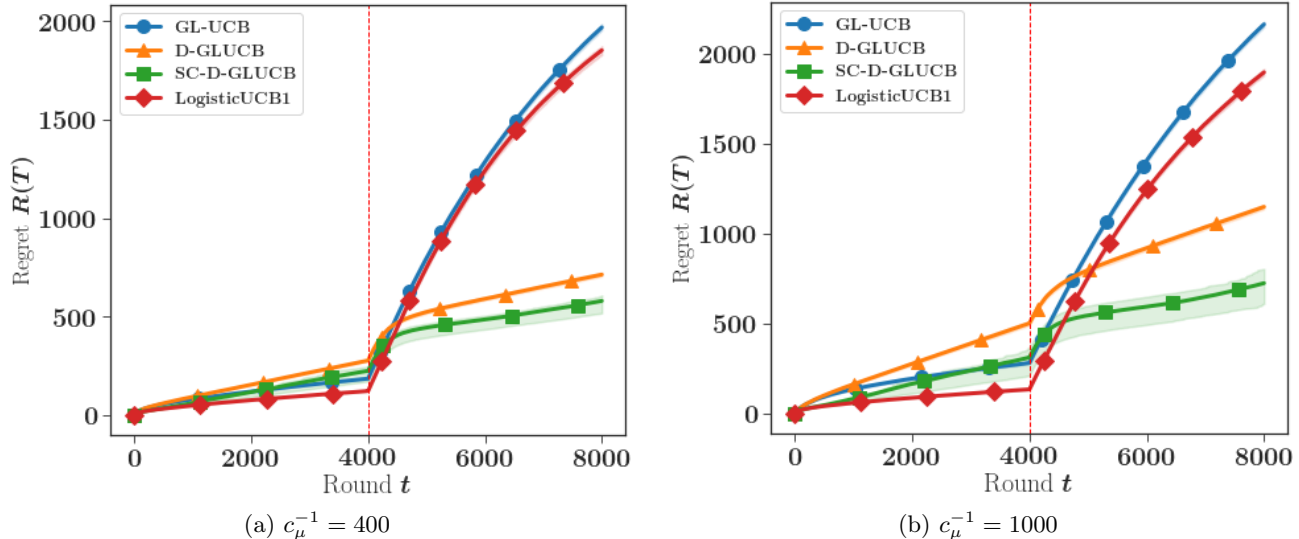 2000
1500
1000
500
0
Regret R(T)
GL-UCB
D-GLUCB
SC-D-GLUCB
LogisticUCB1
0 2000 4000 6000 8000
Round t
(a) c_μ^{-1} = 400
2000
1500
1000
500
0
Regret R(T)
GL-UCB
D-GLUCB
SC-D-GLUCB
LogisticUCB1
0 2000 4000 6000 8000
Round t
(b) c_μ^{-1} = 1000